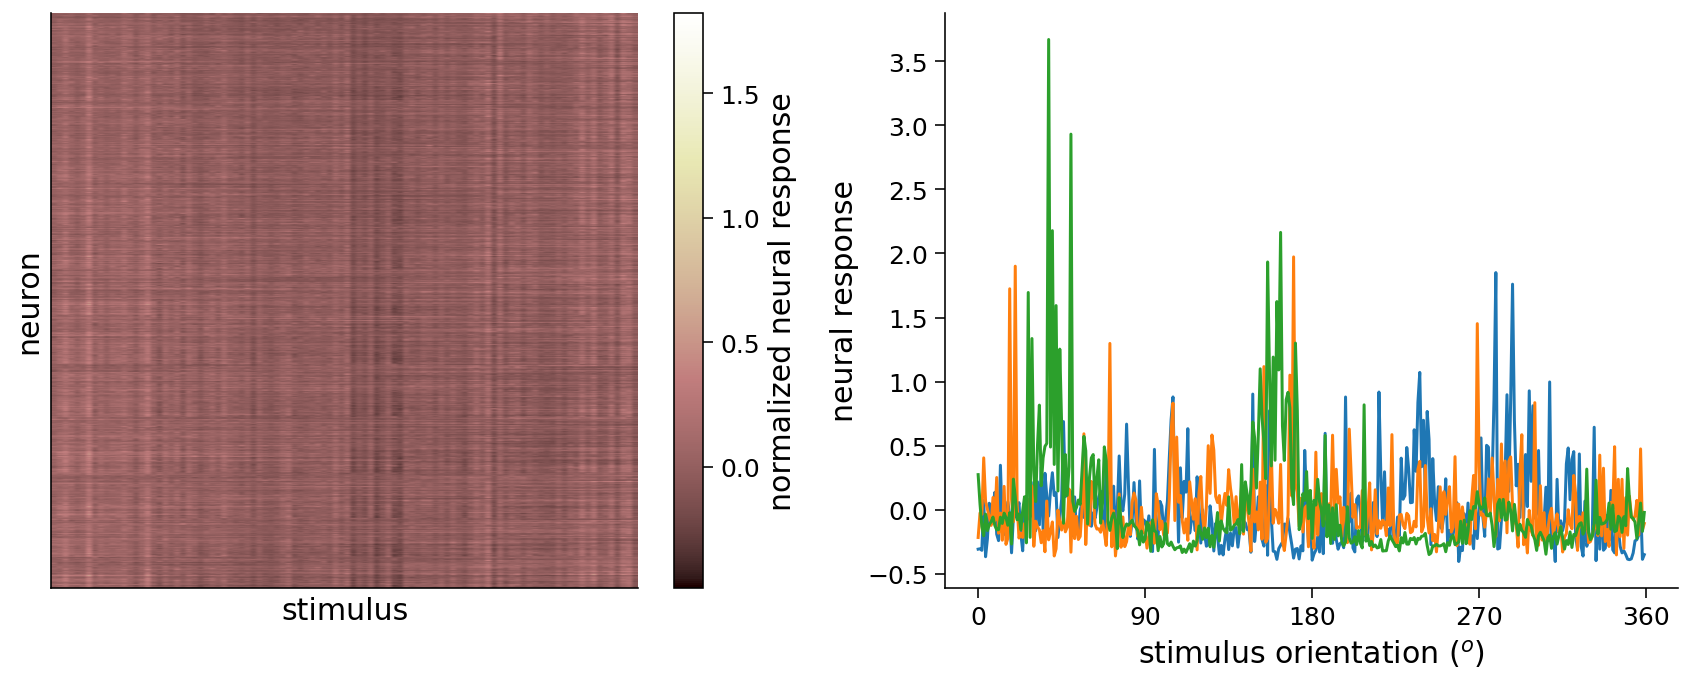 neuron
stimulus
1.5
1.0
0.5
0.0
normalized neural response
neural response
3.5
3.0
2.5
2.0
1.5
1.0
0.5
0.0
−0.5
0 90 180 270 360
stimulus orientation (o)